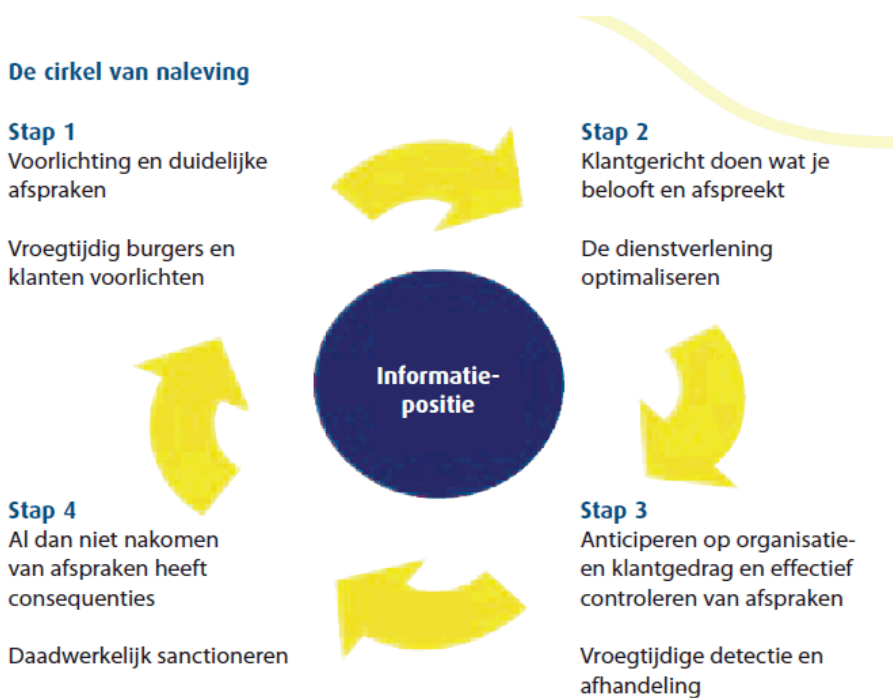 De cirkel van naleving
Stap 1
Voorlichting en duidelijke
afspraken
Vroegtijdig burgers en
klanten voorlichten
Stap 2
Klantgericht doen wat je
belooft en afspreekt
De dienstverlening
optimaliseren
Informatie-
positie
Stap 4
Al dan niet nakomen
van afspraken heeft
consequenties
Daadwerkelijk sanctioneren
Stap 3
Anticiperen op organisatie-
en klantgedrag en effectief
controleren van afspraken
Vroegtijdige detectie en
afhandeling